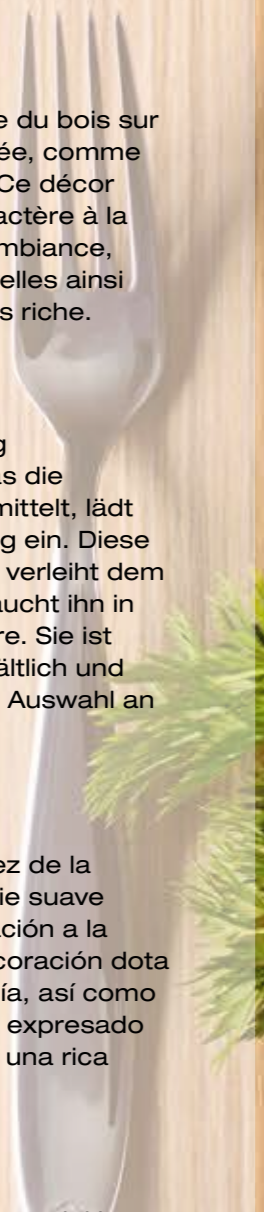 e du bois sur
ée, comme
Ce décor
actère à la
mbiance,
elles ainsi
s riche.
g
as die
mittelt, lädt
g ein. Diese
verleiht dem
aucht ihn in
re. Sie ist
ältlich und
Auswahl an
ez de la
ie suave
ación a la
coración dota
ía, así como
expresado
una rica